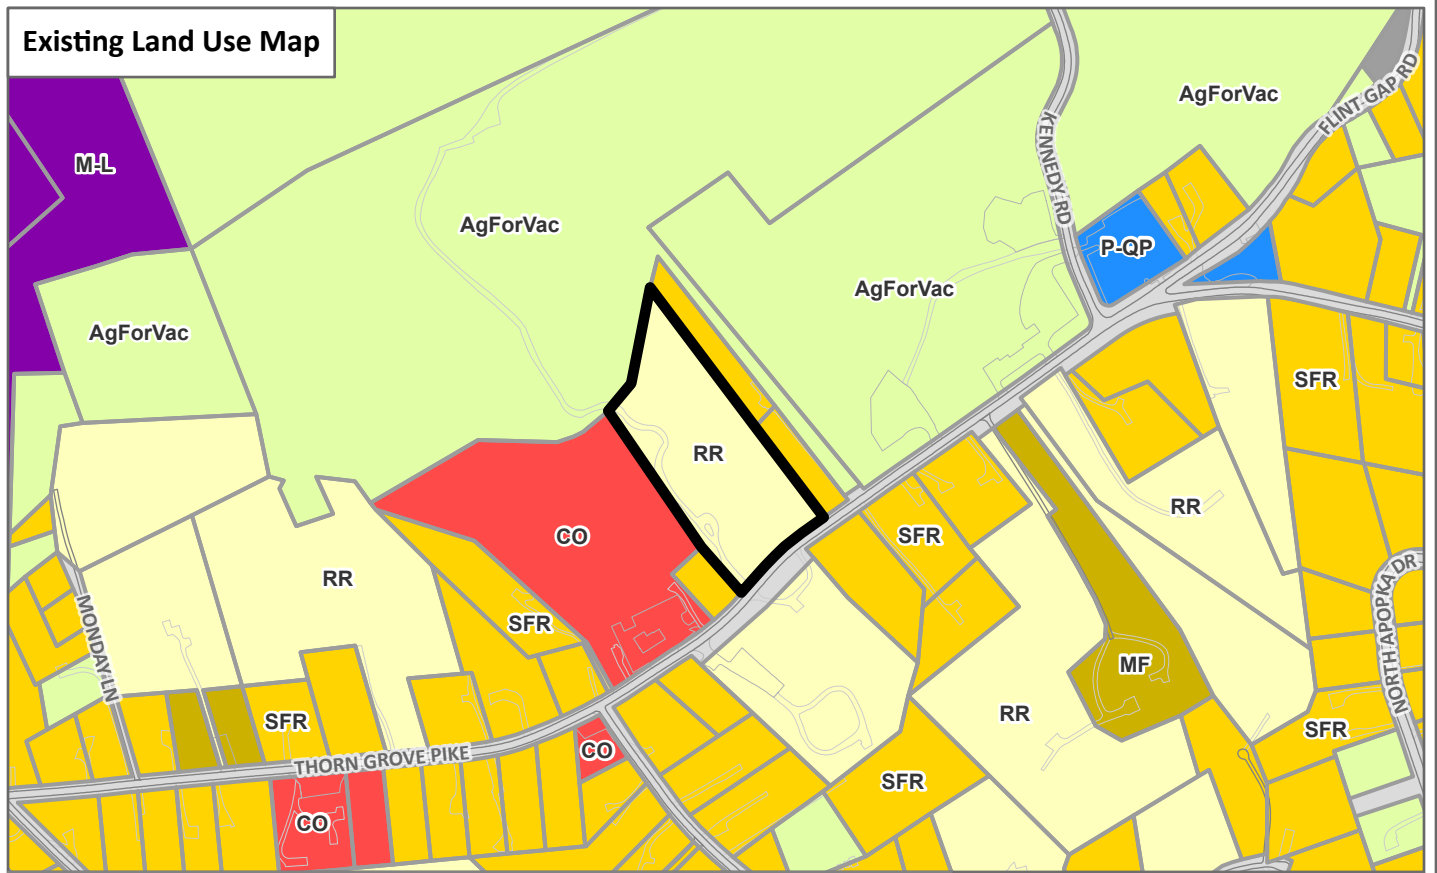 Existing Land Use Map
AgForVac
FLINT GAP RD
M-L
KENNEDY RD
AgForVac
P-QP
AgForVac
AgForVac
SFR
RR
RR
CO
SFR
RR
NORTH APOPKA DR
MONDAY LN
SFR
MF
RR
SFR
SFR
CO
THORN GROVE PIKE
SFR
CO